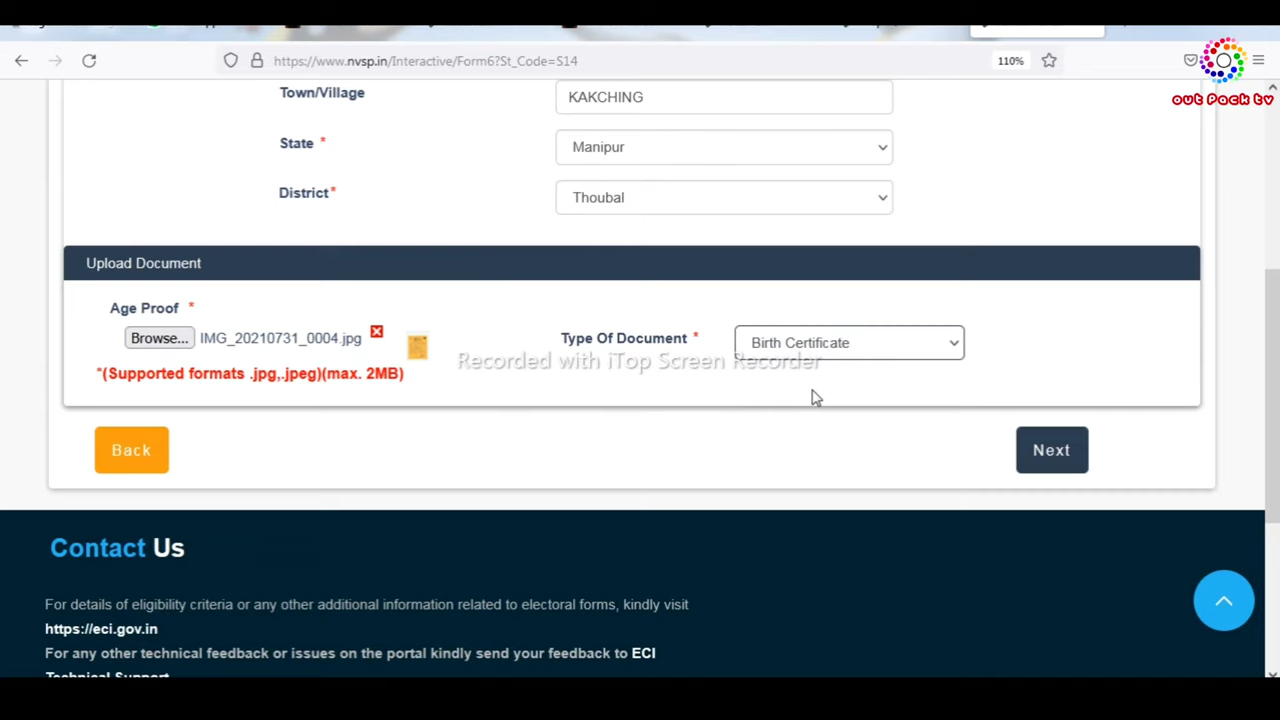 https://www.nvsp.in/Interactive/Form6?St_Code=S14
110%
out Pack tv
Town/Village
KAKCHING
State *
Manipur
District*
Thoubal
Upload Document
Age Proof *
Browse... IMG_20210731_0004.jpg
Type Of Document *
Birth Certificate
Recorded with iTop Screen Recorder
*(Supported formats .jpg,.jpeg)(max. 2MB)
Back
Next
Contact Us
For details of eligibility criteria or any other additional information related to electoral forms, kindly visit
https://eci.gov.in
For any other technical feedback or issues on the portal kindly send your feedback to ECI
Technical Support